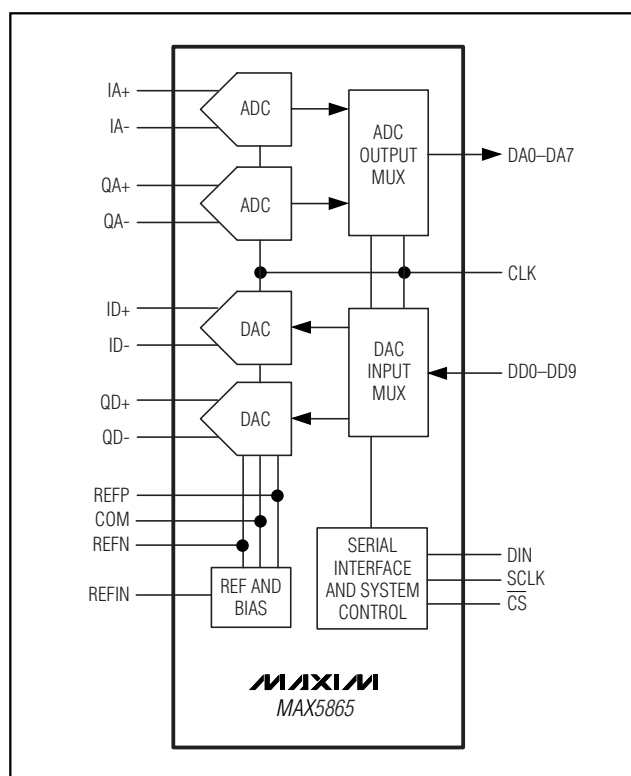 IA+
IA-
QA+
QA-
ID+
ID-
QD+
QD-
REFP
COM
REFN
REFIN
ADC
ADC
DAC
DAC
REF AND
BIAS
ADC
OUTPUT
MUX
DAC
INPUT
MUX
SERIAL
INTERFACE
AND SYSTEM
CONTROL
DA0–DA7
CLK
DD0–DD9
DIN
SCLK
CS
MAXIM
MAX5865